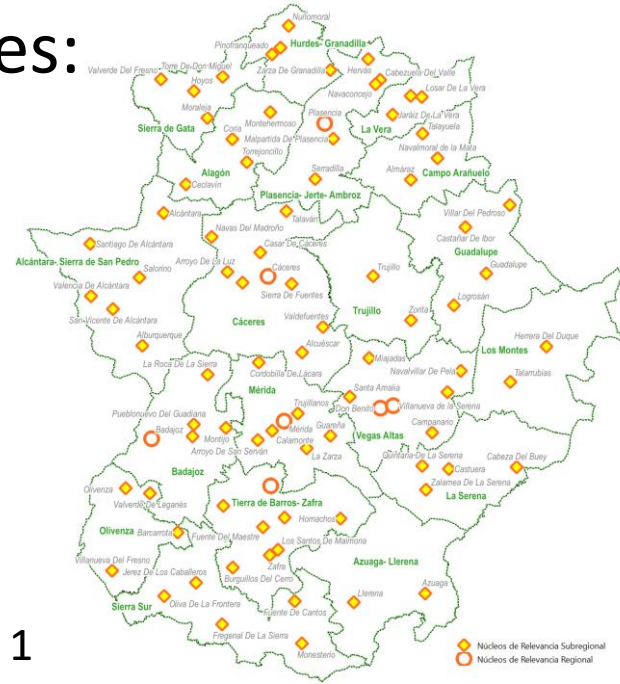 es:
Nuñomoral
Pinofranqueado
Hurdes- Granadilla
Torre De Don Miguel
Valverde Del Fresno
Zarza De Granadilla
Hervás
Cabezuela Del Valle
Hoyos
Navaconcejo
Losar De La Vera
Moraleja
Montehermoso
Plasencia
Jaráiz De La Vera
Sierra de Gata
Coria
La Vera
Talayuela
Malpartida De Plasencia
Torrejoncillo
Navalmoral de la Mata
Alagón
Serradilla
Almáraz
Campo Arañuelo
Ceclavín
Plasencia- Jerte- Ambroz
Alcántara
Talaván
Villar Del Pedroso
Navas Del Madroño
Castañar De Ibor
Santiago De Alcántara
Casar De Cáceres
Guadalupe
Alcántara- Sierra de San Pedro
Arroyo De La Luz
Cáceres
Trujillo
Guadalupe
Salorino
Valencia De Alcántara
Sierra De Fuentes
Logrosán
San Vicente De Alcántara
Cáceres
Valdefuentes
Trujillo
Zorita
Alburquerque
Alcuéscar
Los Montes
Herrera Del Duque
La Roca De La Sierra
Cordobilla De Lácara
Miajadas
Navalvillar De Pela
Talarrubias
Mérida
Santa Amalia
Pueblonuevo Del Guadiana
Trujillanos
Don Benito
Villanueva de la Serena
Badajoz
Montijo
Mérida
Guareña
Campanario
Arroyo De San Serván
Calamonte
Vegas Altas
La Zarza
Quintana De La Serena
Cabeza Del Buey
Badajoz
Castuera
Olivenza
Valverde De Leganés
Tierra de Barros- Zafra
Zalamea De La Serena
La Serena
Olivenza
Barcarrota
Fuente Del Maestre
Hornachos
Villanueva Del Fresno
Los Santos De Maimona
Jerez De Los Caballeros
Zafra
Azuaga- Llerena
Burguillos Del Cerro
Azuaga
Sierra Sur
Oliva De La Frontera
Fuente De Cantos
Llerena
Fregenal De La Sierra
Monesterio
1
Núcleos de Relevancia Subregional
Núcleos de Relevancia Regional